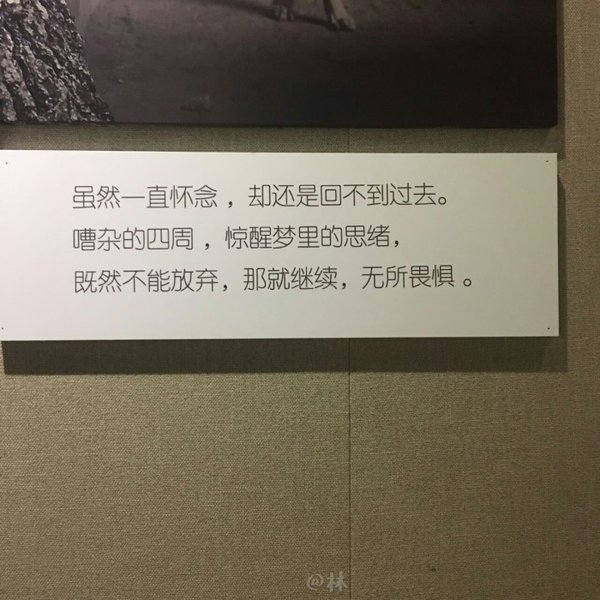 虽然一直怀念，却还是回不到过去。
嘈杂的四周，惊醒梦里的思绪，
既然不能放弃，那就继续，无所畏惧。
@林